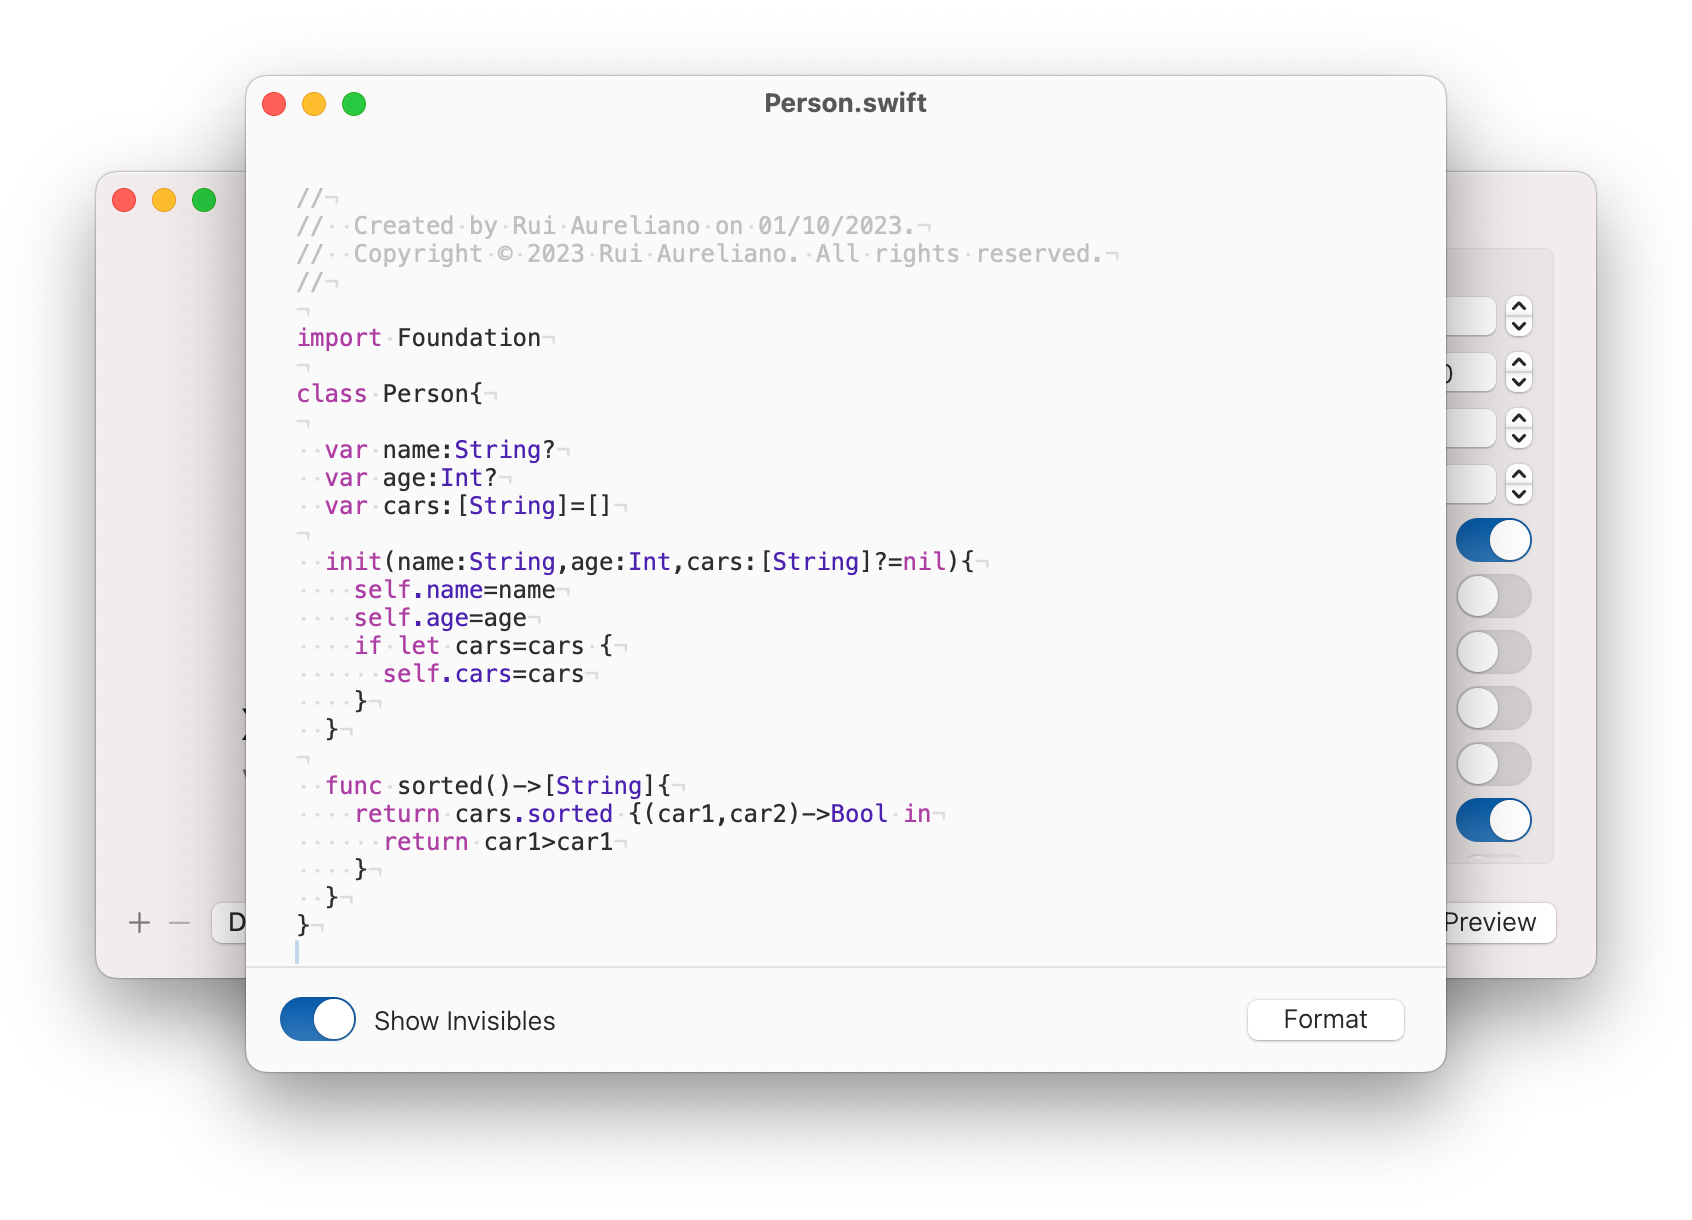 Person.swift
//
//  Created by Rui Aureliano on 01/10/2023.
//  Copyright © 2023 Rui Aureliano. All rights reserved.
//
import Foundation
class Person{
  var name:String?
  var age:Int?
  var cars:[String]=[]
  init(name:String,age:Int,cars:[String]?=nil){
    self.name=name
    self.age=age
    if let cars=cars {
      self.cars=cars
    }
  }
  func sorted()->[String]{
    return cars.sorted {(car1,car2)->Bool in
      return car1>car1
    }
  }
}
Show Invisibles
Format
Preview